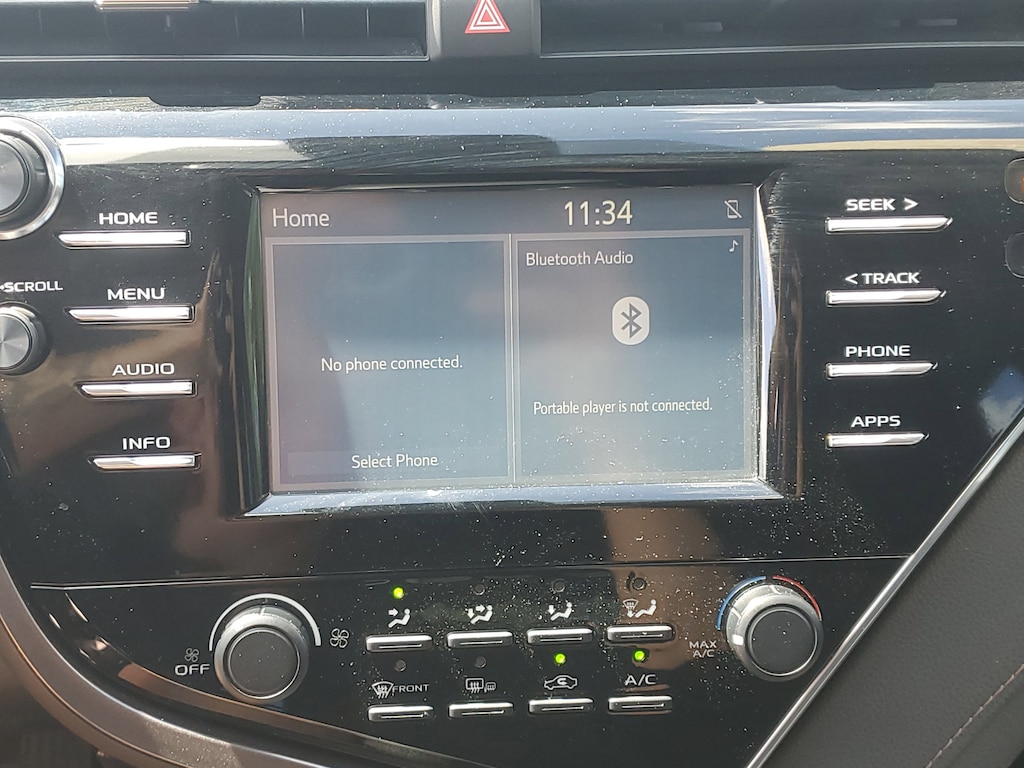 Home 11:34
Bluetooth Audio
No phone connected.
Portable player is not connected.
Select Phone
HOME
SCROLL
MENU
AUDIO
INFO
SEEK >
< TRACK
PHONE
APPS
OFF
MAX
A/C
FRONT
A/C